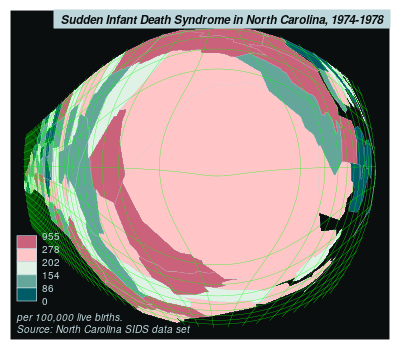 Sudden Infant Death Syndrome in North Carolina, 1974-1978
955
278
202
154
86
0
per 100,000 live births.
Source: North Carolina SIDS data set